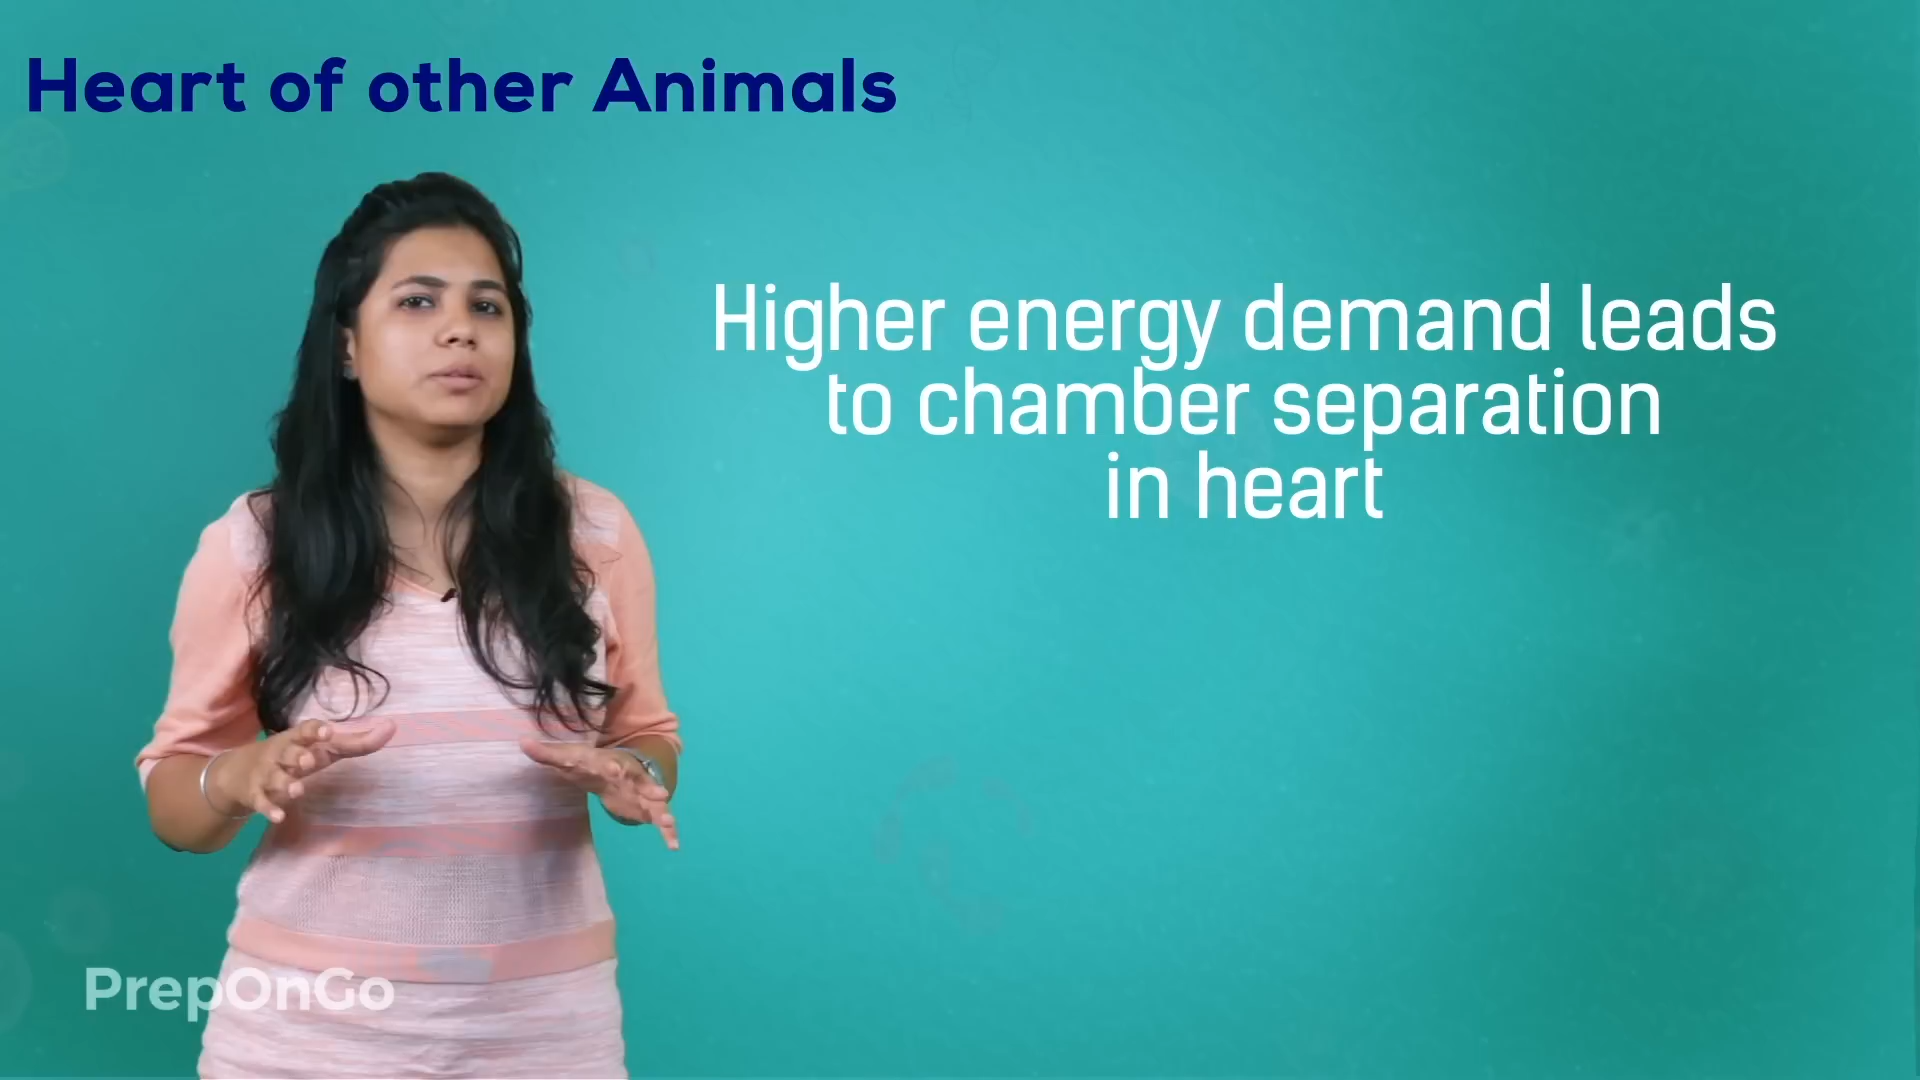 Heart of other Animals
Higher energy demand leads
to chamber separation
in heart
PrepOnGo